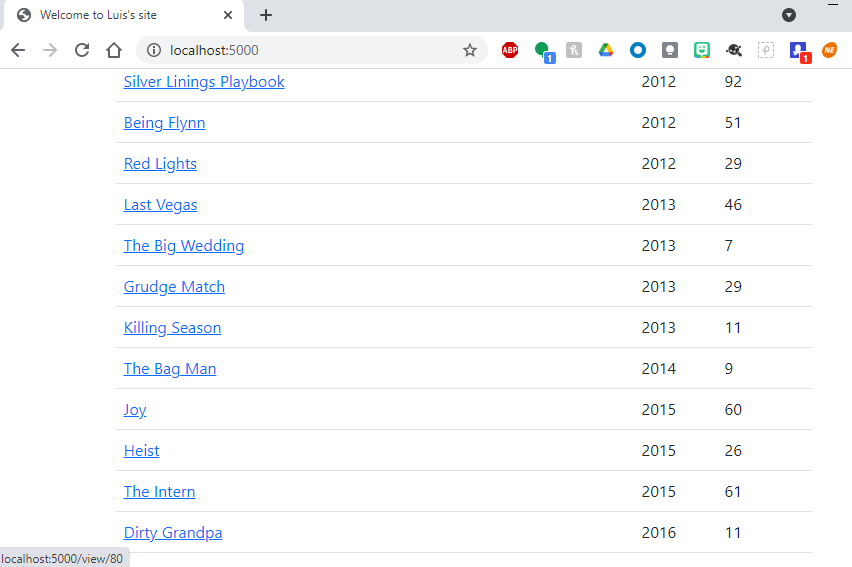 Welcome to Luis's site
localhost:5000
ABP
1
1
NE
Silver Linings Playbook 2012 92
Being Flynn 2012 51
Red Lights 2012 29
Last Vegas 2013 46
The Big Wedding 2013 7
Grudge Match 2013 29
Killing Season 2013 11
The Bag Man 2014 9
Joy 2015 60
Heist 2015 26
The Intern 2015 61
Dirty Grandpa 2016 11
localhost:5000/view/80